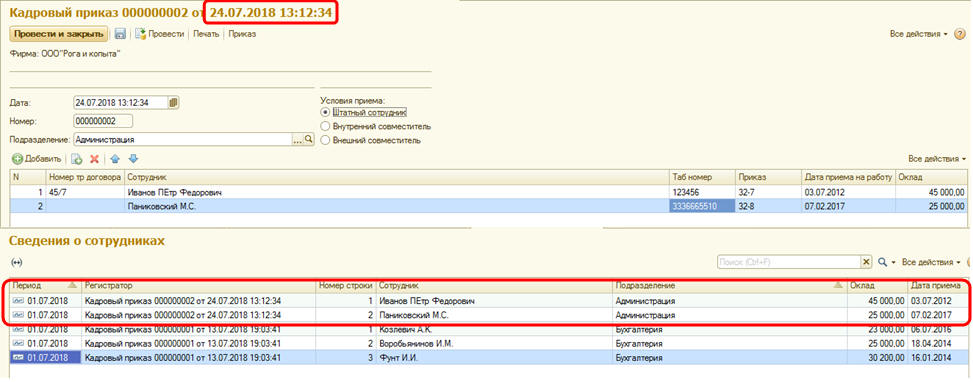 Кадровый приказ 000000002 от 24.07.2018 13:12:34
Провести и закрыть Провести Печать Приказ Все действия
Фирма: ООО"Рога и копыта"
Дата: 24.07.2018 13:12:34 Условия приема:
Штатный сотрудник
Номер: 000000002
Внутренний совместитель
Подразделение: Администрация ... Внешний совместитель
Добавить Все действия
N Номер тр договора Сотрудник Таб номер Приказ Дата приема на работу Оклад
1 45/7 Иванов ПЕтр Федорович 123456 32-7 03.07.2012 45 000,00
2 Паниковский М.С. 3336665510 32-8 07.02.2017 25 000,00
Сведения о сотрудниках
(↔) Поиск (Ctrl+F) Все действия
Период Регистратор Номер строки Сотрудник Подразделение Оклад Дата приема
01.07.2018 Кадровый приказ 000000002 от 24.07.2018 13:12:34 1 Иванов ПЕтр Федорович Администрация 45 000,00 03.07.2012
01.07.2018 Кадровый приказ 000000002 от 24.07.2018 13:12:34 2 Паниковский М.С. Администрация 25 000,00 07.02.2017
01.07.2018 Кадровый приказ 000000001 от 13.07.2018 19:03:41 1 Козлевич А.К. Бухгалтерия 23 000,00 06.07.2016
01.07.2018 Кадровый приказ 000000001 от 13.07.2018 19:03:41 2 Воробьянинов И.М. Бухгалтерия 25 000,00 18.04.2014
01.07.2018 Кадровый приказ 000000001 от 13.07.2018 19:03:41 3 Фунт И.И. Бухгалтерия 30 200,00 16.01.2014